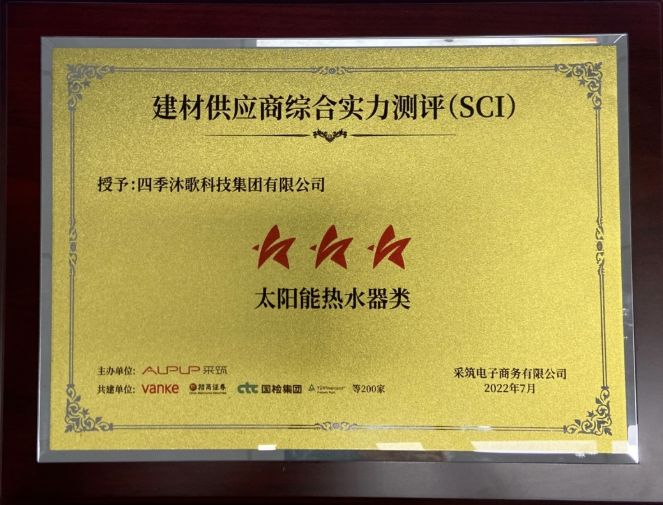 建材供应商综合实力测评(SCI)
授予:四季沐歌科技集团有限公司
太阳能热水器类
主办单位: AUPUP 采筑
共建单位: vanke 招商证券 ctc 国检集团 TÜVRheinland 等200家
采筑电子商务有限公司
2022年7月